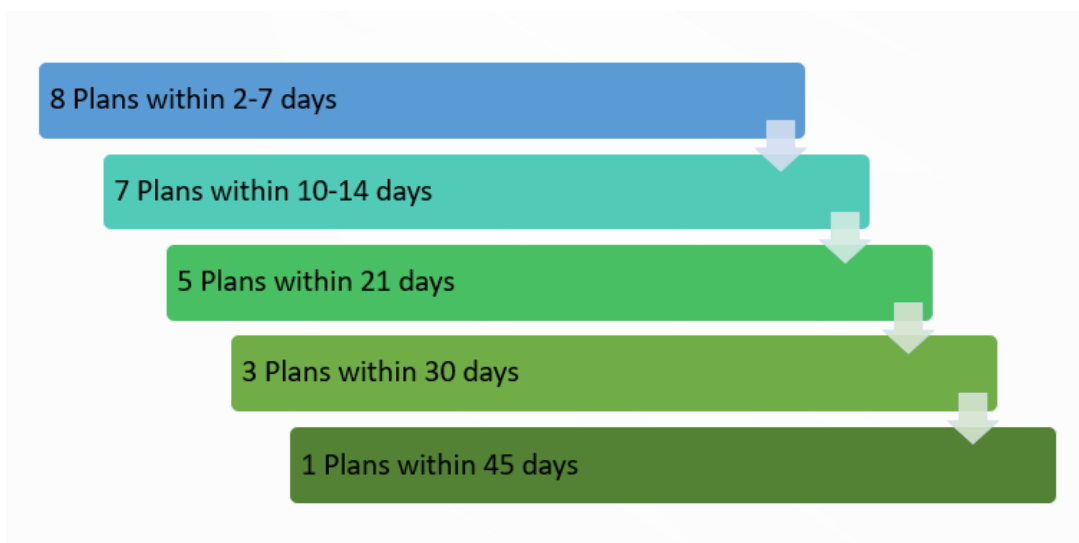 8 Plans within 2-7 days
7 Plans within 10-14 days
5 Plans within 21 days
3 Plans within 30 days
1 Plans within 45 days